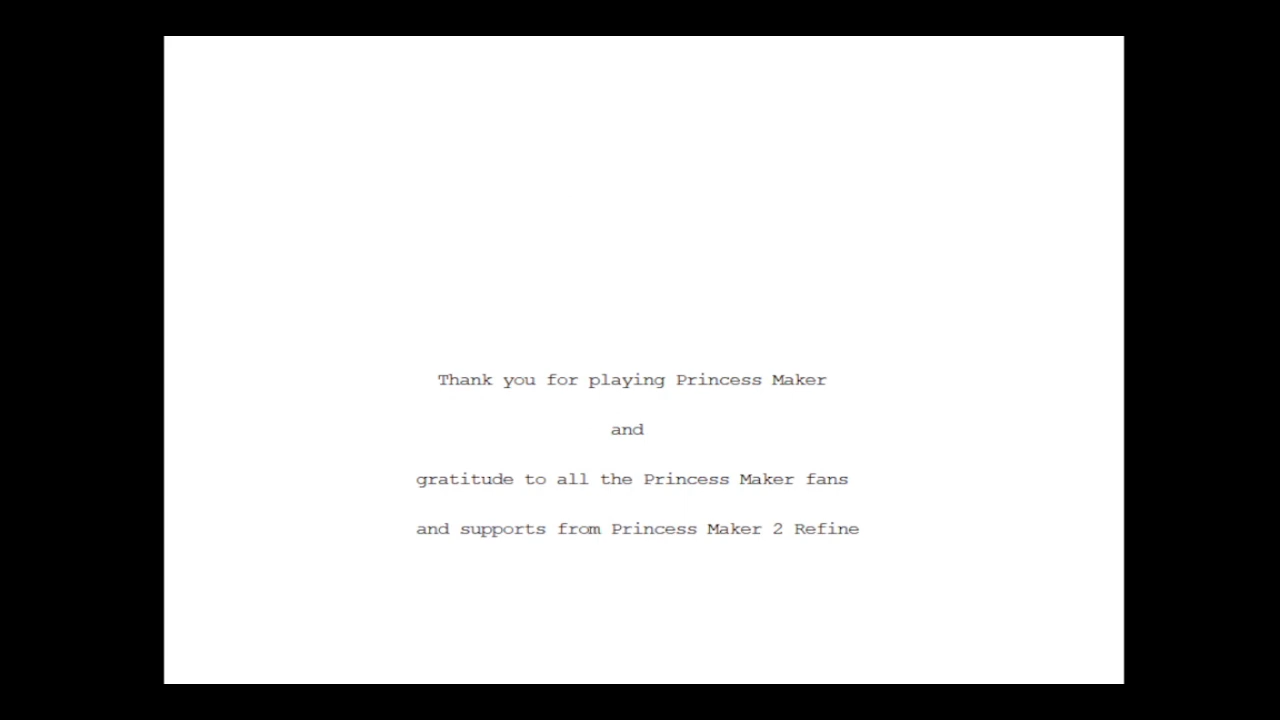 Thank you for playing Princess Maker
and
gratitude to all the Princess Maker fans
and supports from Princess Maker 2 Refine